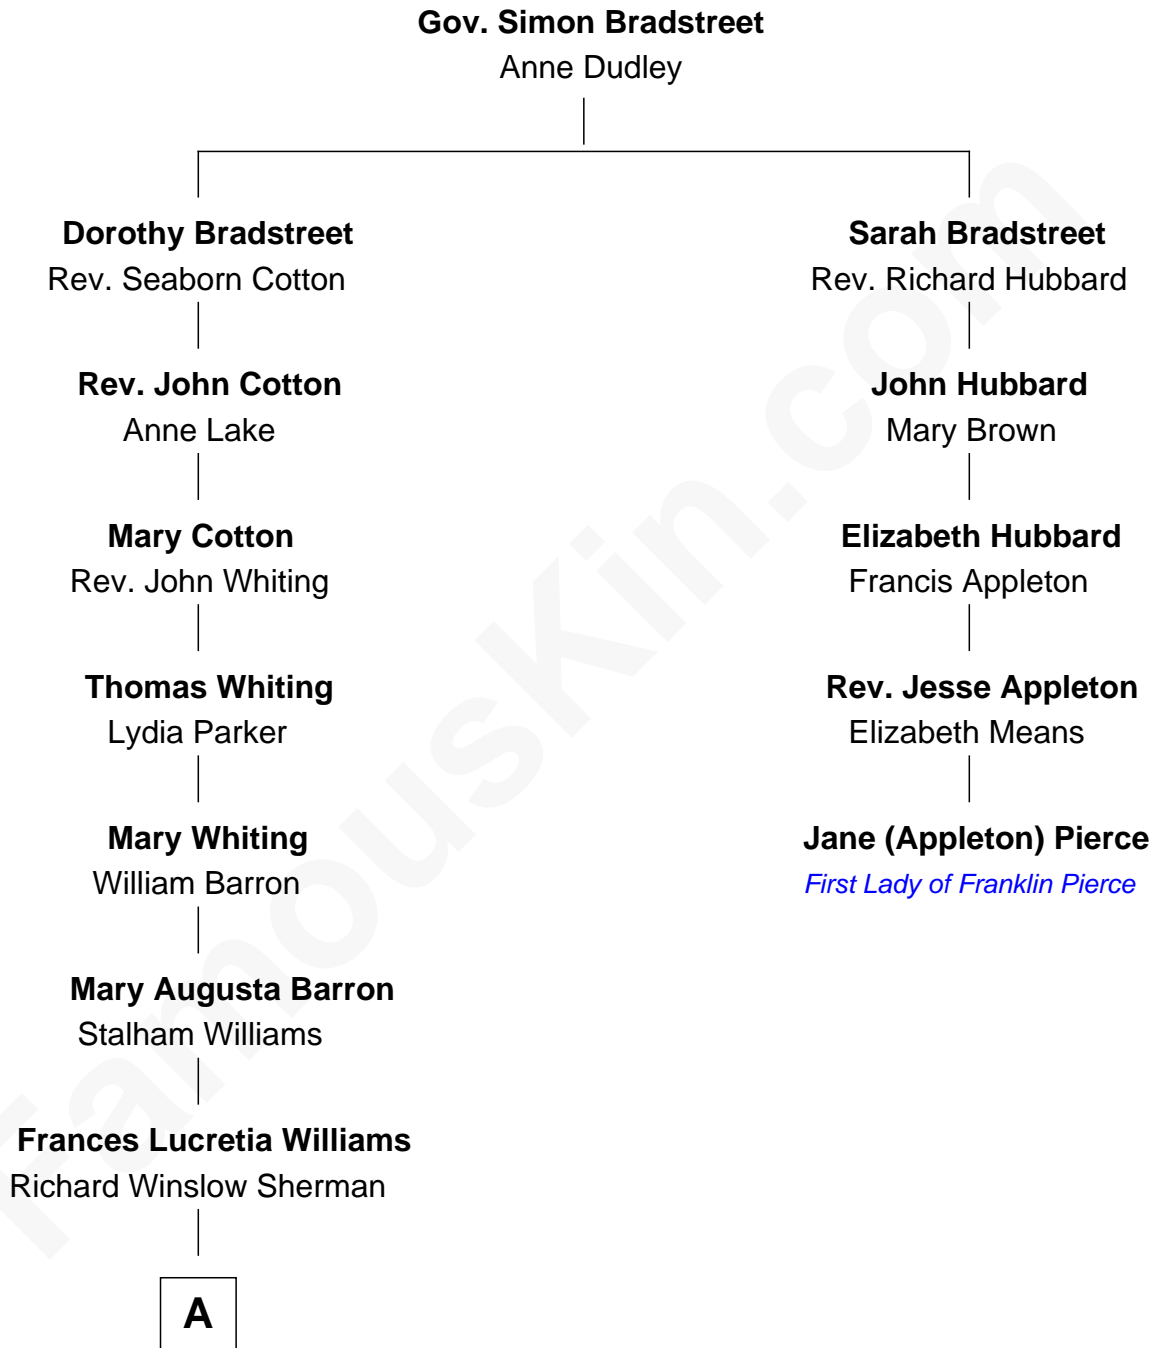 Gov. Simon Bradstreet
Anne Dudley
Dorothy Bradstreet
Rev. Seaborn Cotton
Rev. John Cotton
Anne Lake
Mary Cotton
Rev. John Whiting
Thomas Whiting
Lydia Parker
Mary Whiting
William Barron
Mary Augusta Barron
Stalham Williams
Frances Lucretia Williams
Richard Winslow Sherman
A
Sarah Bradstreet
Rev. Richard Hubbard
John Hubbard
Mary Brown
Elizabeth Hubbard
Francis Appleton
Rev. Jesse Appleton
Elizabeth Means
Jane (Appleton) Pierce
First Lady of Franklin Pierce
FamousKin.com